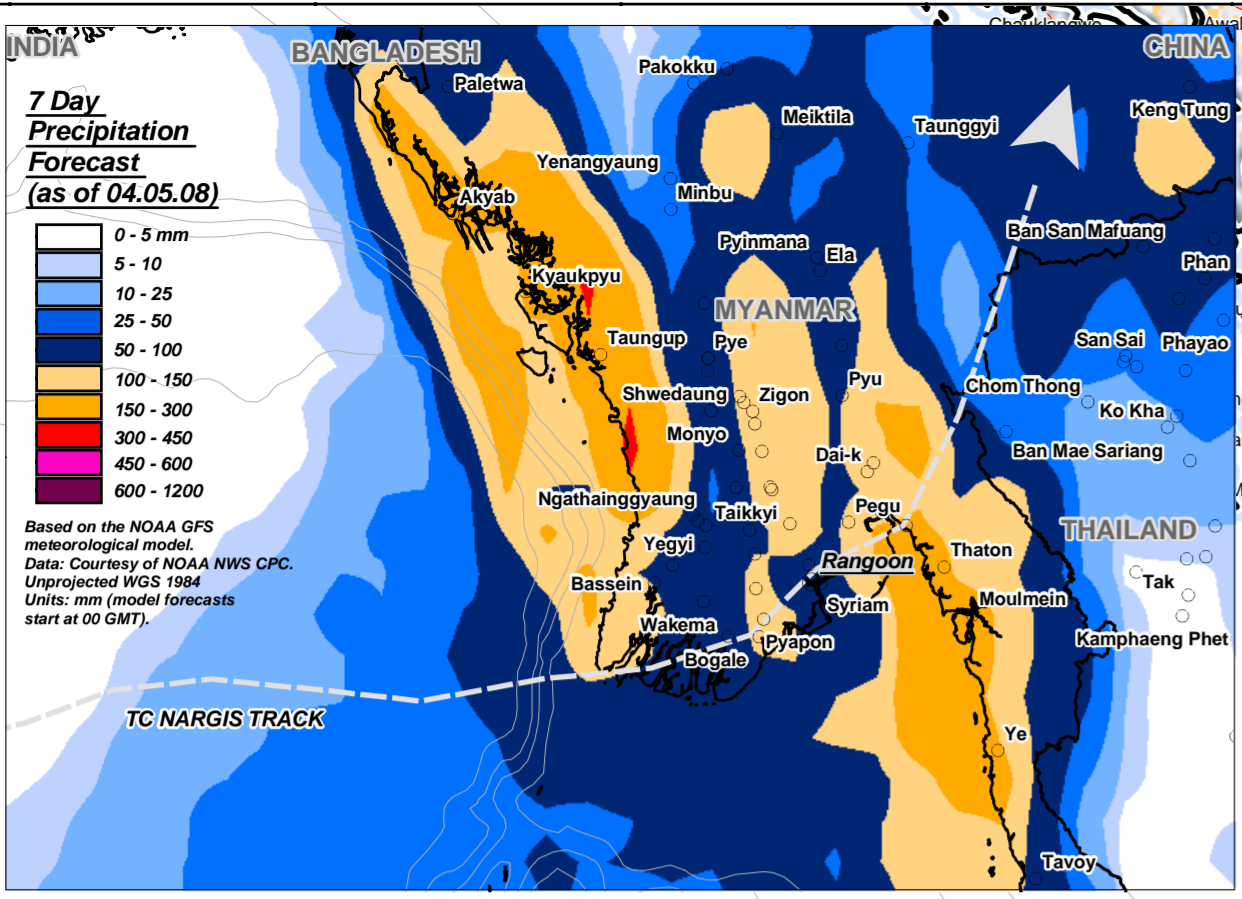 Chauklangwe
INDIA
BANGLADESH
CHINA
7 Day
Precipitation
Forecast
(as of 04.05.08)
0 - 5 mm
5 - 10
10 - 25
25 - 50
50 - 100
100 - 150
150 - 300
300 - 450
450 - 600
600 - 1200
Based on the NOAA GFS
meteorological model.
Data: Courtesy of NOAA NWS CPC.
Unprojected WGS 1984
Units: mm (model forecasts
start at 00 GMT).
Paletwa
Pakokku
Meiktila
Taunggyi
Keng Tung
Yenangyaung
Minbu
Akyab
Pyinmana
Ela
Ban San Mafuang
Phan
Kyaukpyu
MYANMAR
Taungup
Pye
San Sai
Phayao
Shwedaung
Zigon
Pyu
Chom Thong
Ko Kha
Monyo
Dai-k
Ban Mae Sariang
Ngathainggyaung
Taikkyi
Pegu
THAILAND
Yegyi
Rangoon
Thaton
Bassein
Syriam
Moulmein
Tak
Wakema
Pyapon
Kamphaeng Phet
Bogale
TC NARGIS TRACK
Ye
Tavoy